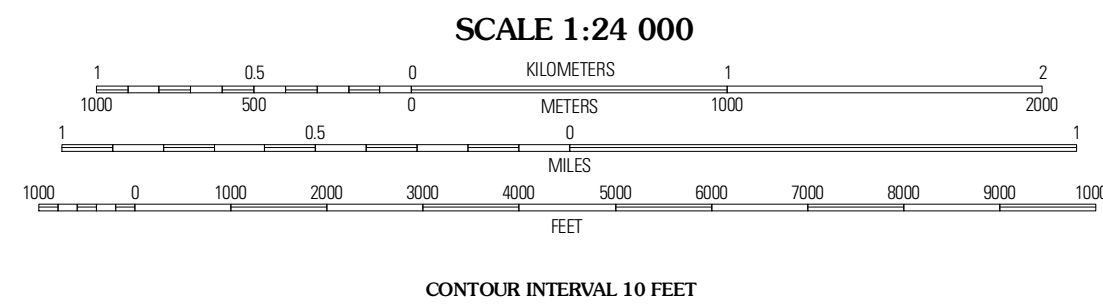 SCALE 1:24 000
1 0.5 0 KILOMETERS 1 2
1000 500 0 METERS 1000 2000
1 0.5 0 1
MILES
1000 0 1000 2000 3000 4000 5000 6000 7000 8000 9000 1000
FEET
CONTOUR INTERVAL 10 FEET